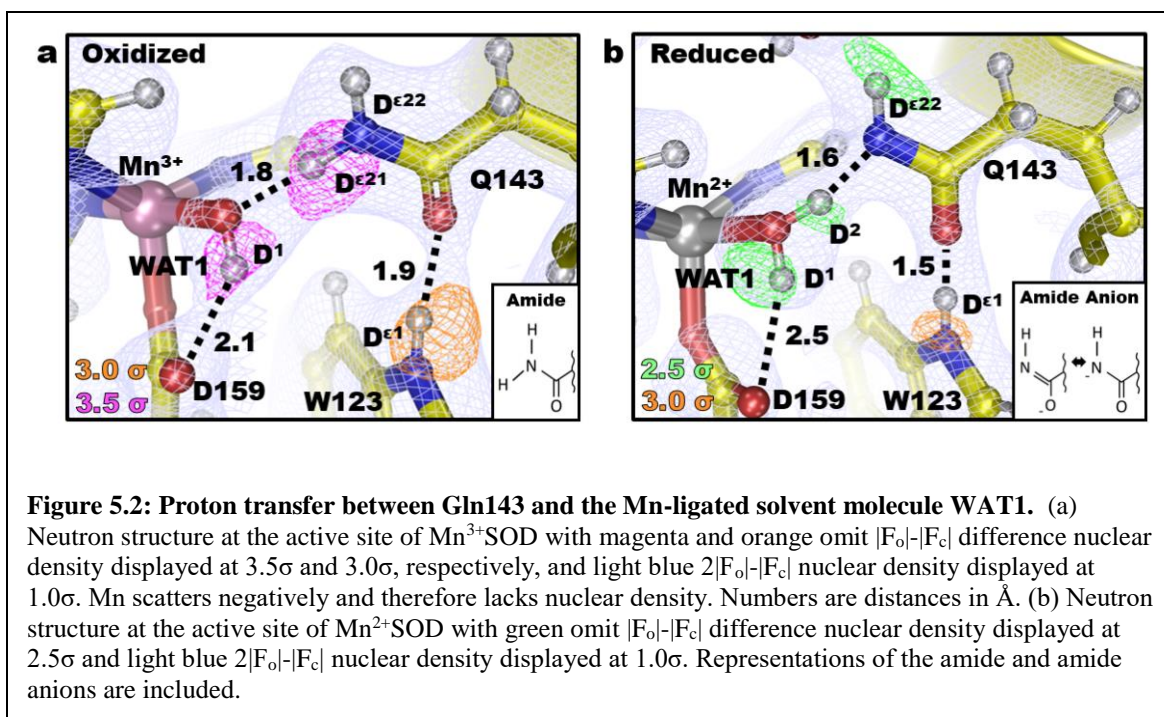 a Oxidized
Dε22
Mn3+
1.8
Dε21
Q143
D1
WAT1
1.9
2.1
Dε1
D159
W123
3.0 σ
3.5 σ
Amide
H
N
H
O
b Reduced
Dε22
Mn2+
1.6
Q143
D2
WAT1
D1
1.5
2.5
Dε1
D159
W123
2.5 σ
3.0 σ
Amide Anion
H H
N -N
-O O
Figure 5.2: Proton transfer between Gln143 and the Mn-ligated solvent molecule WAT1. (a)
Neutron structure at the active site of Mn3+SOD with magenta and orange omit |Fo|-|Fc| difference nuclear
density displayed at 3.5σ and 3.0σ, respectively, and light blue 2|Fo|-|Fc| nuclear density displayed at
1.0σ. Mn scatters negatively and therefore lacks nuclear density. Numbers are distances in Å. (b) Neutron
structure at the active site of Mn2+SOD with green omit |Fo|-|Fc| difference nuclear density displayed at
2.5σ and light blue 2|Fo|-|Fc| nuclear density displayed at 1.0σ. Representations of the amide and amide
anions are included.